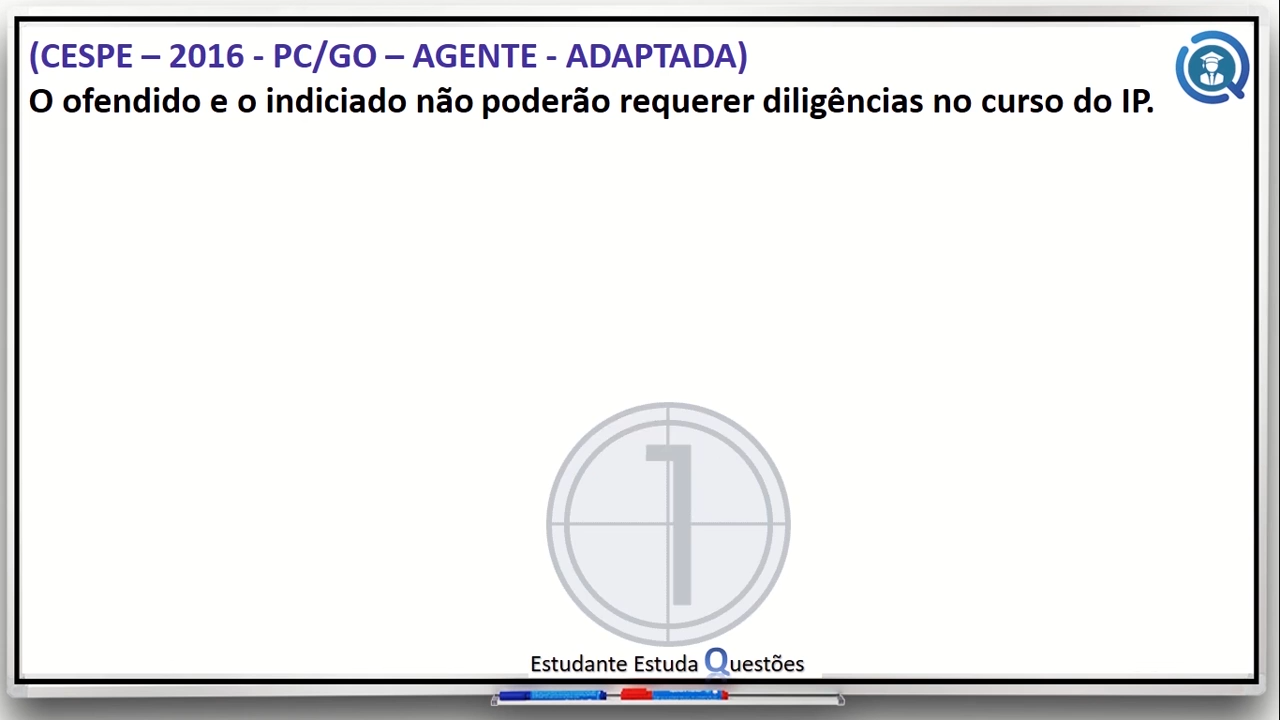 (CESPE – 2016 - PC/GO – AGENTE - ADAPTADA)
O ofendido e o indiciado não poderão requerer diligências no curso do IP.
1
Estudante Estuda Questões